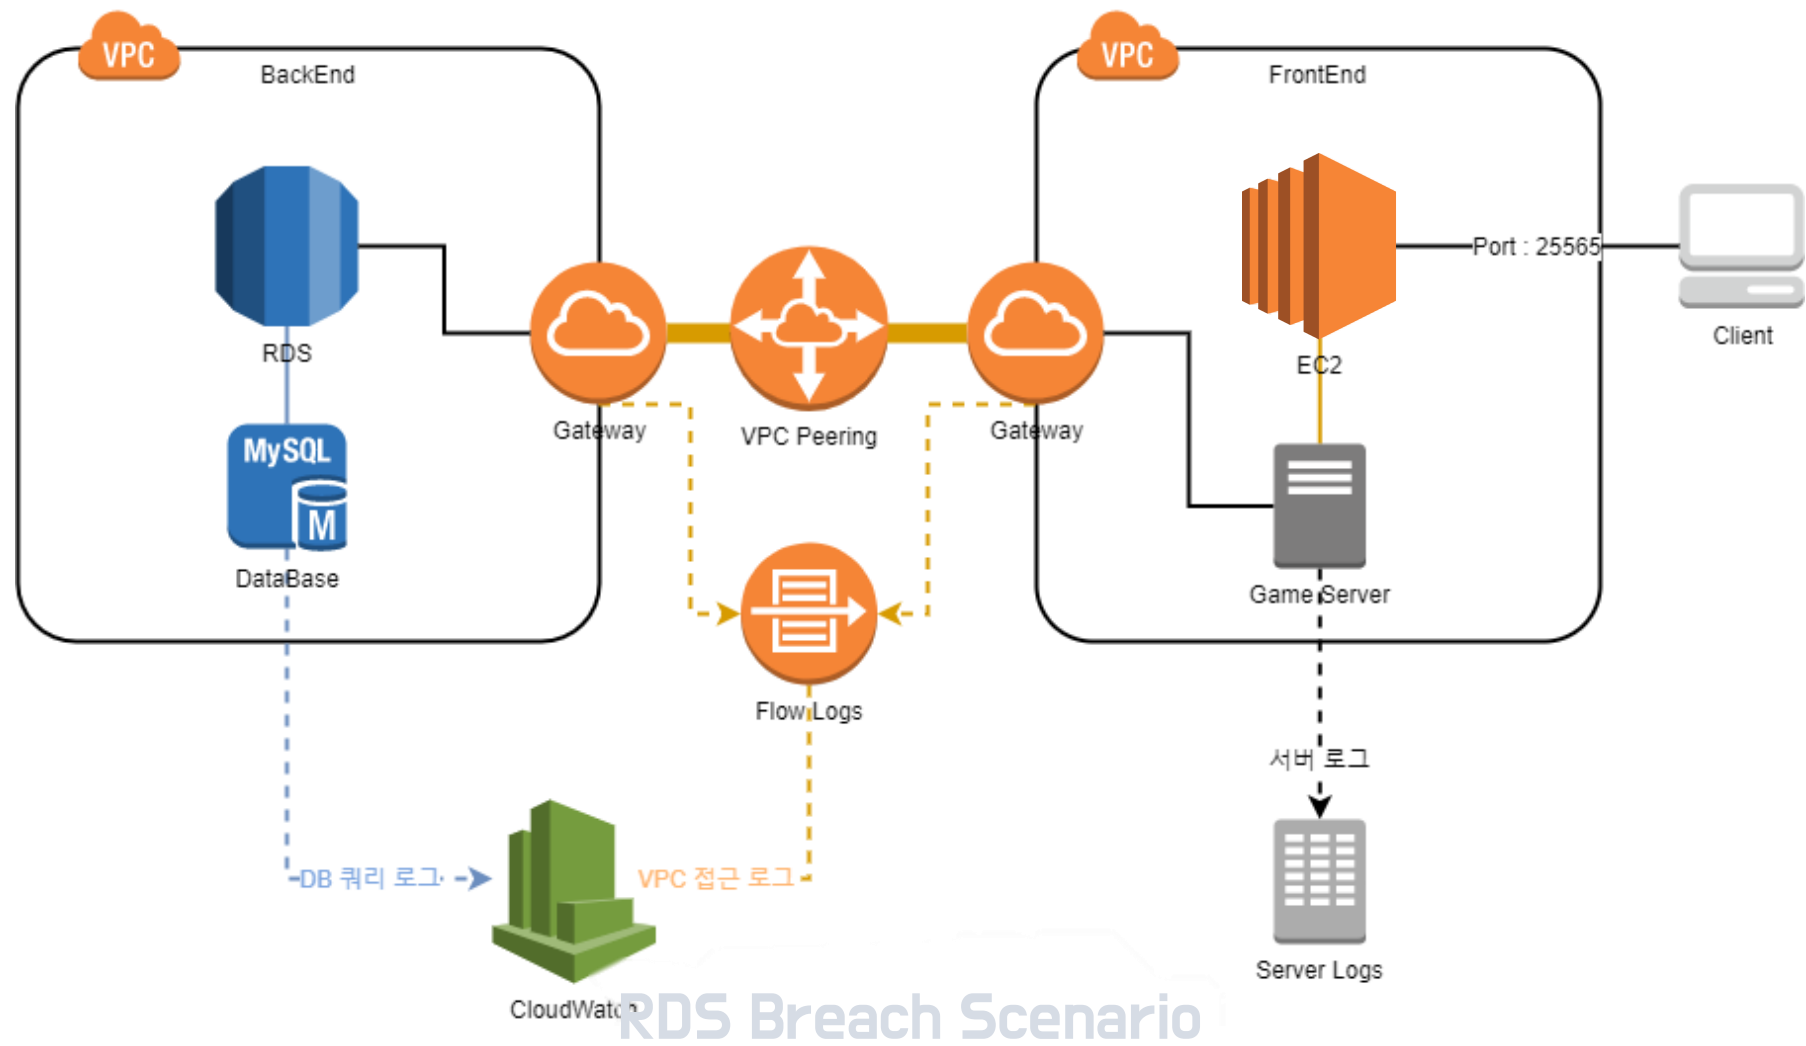 VPC
BackEnd
VPC
FrontEnd
RDS
MySQL
M
DataBase
Gateway
VPC Peering
Gateway
EC2
Port : 25565
Client
Game Server
Flow Logs
서버 로그
DB 쿼리 로그
VPC 접근 로그
Server Logs
CloudWatch
RDS Breach Scenario